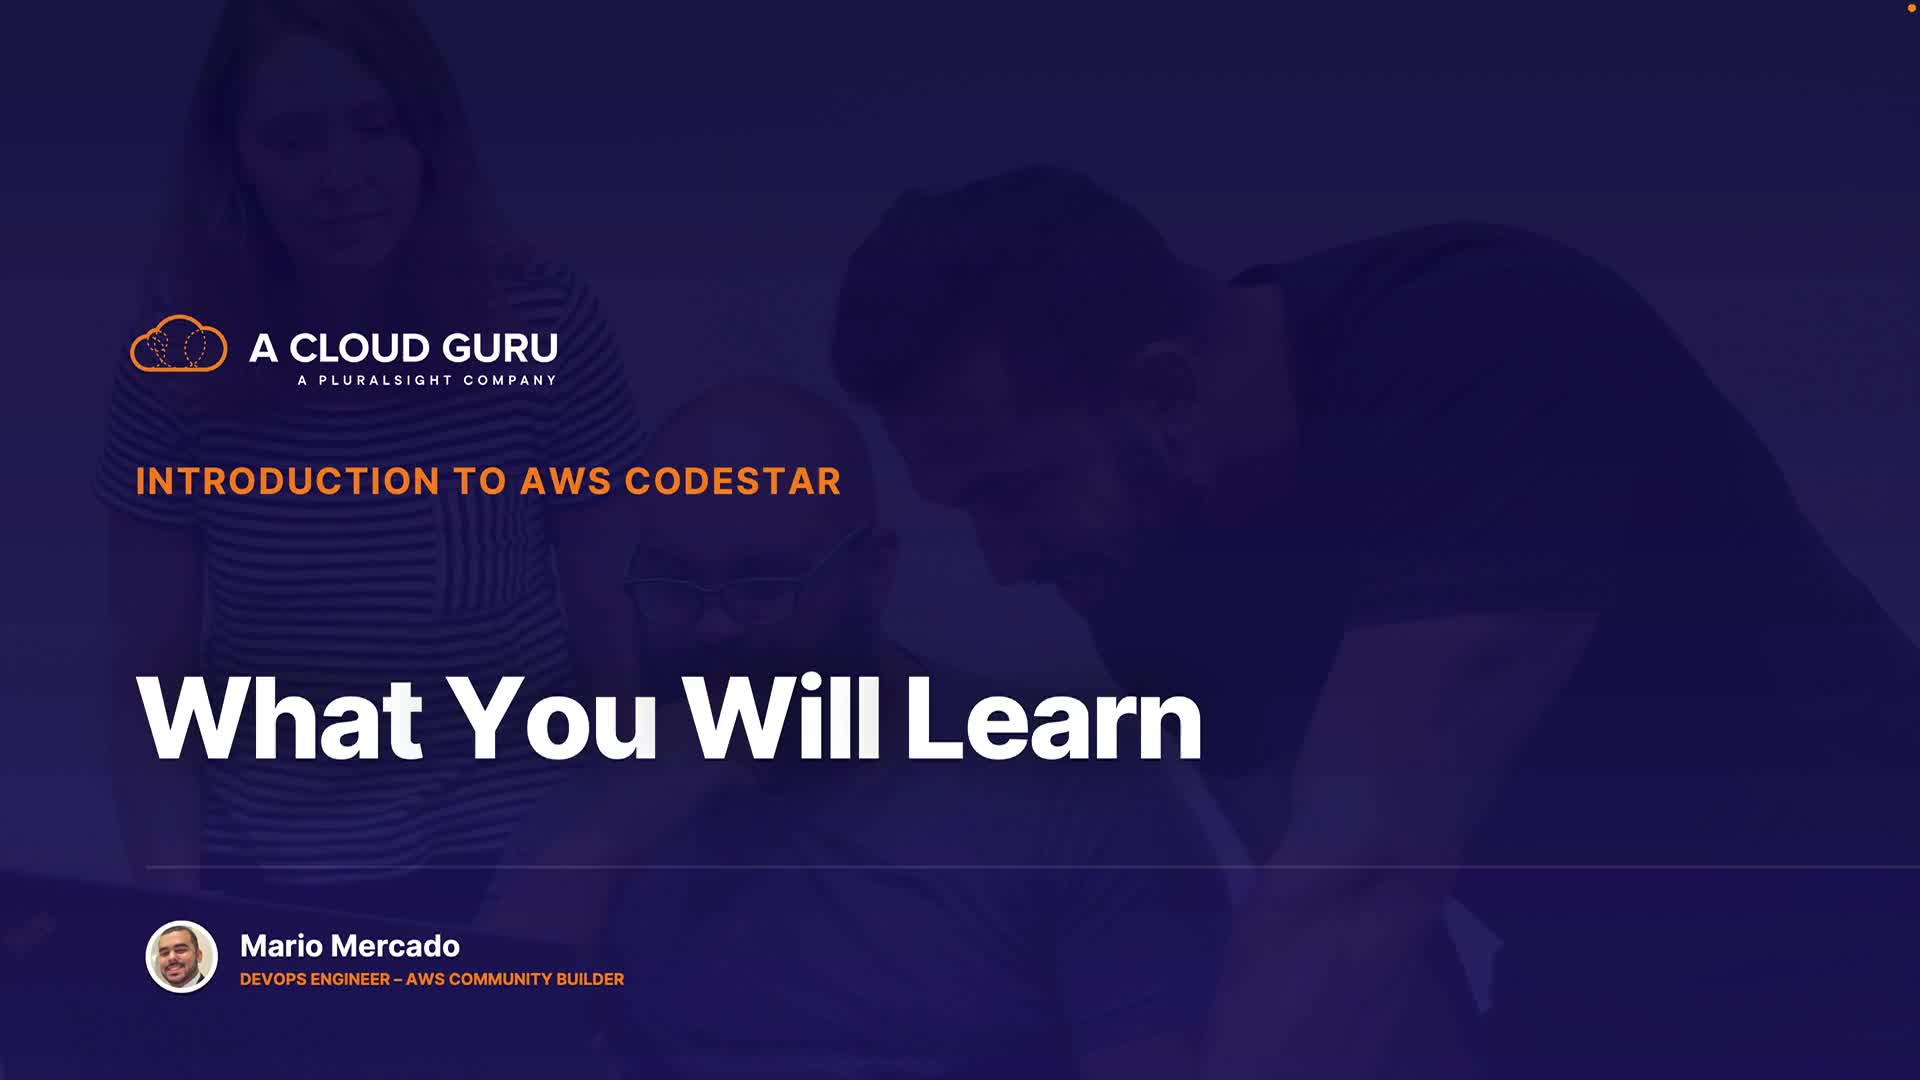 A CLOUD GURU
A PLURALSIGHT COMPANY
INTRODUCTION TO AWS CODESTAR
What You Will Learn
Mario Mercado
DEVOPS ENGINEER – AWS COMMUNITY BUILDER